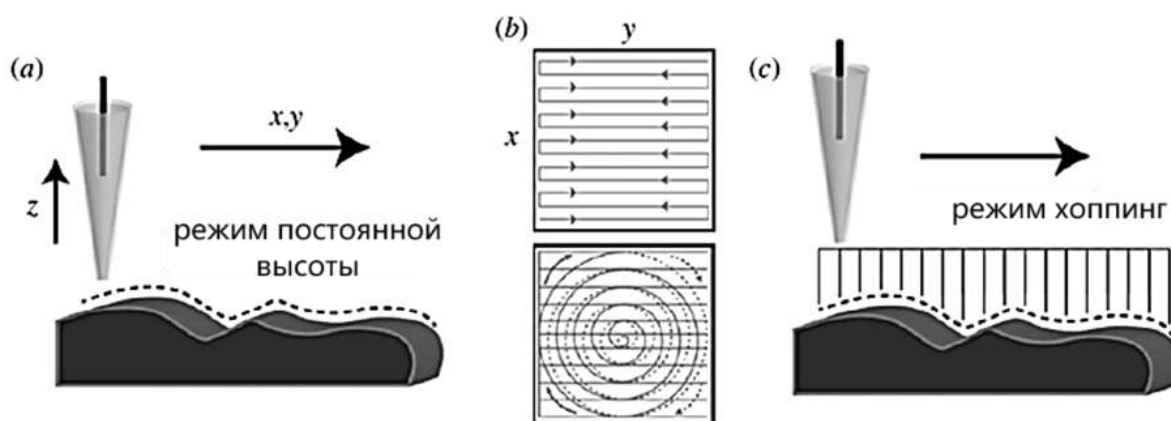 (a)
x,y
z
режим постоянной
высоты
(b)
y
x
(c)
режим хоппинг